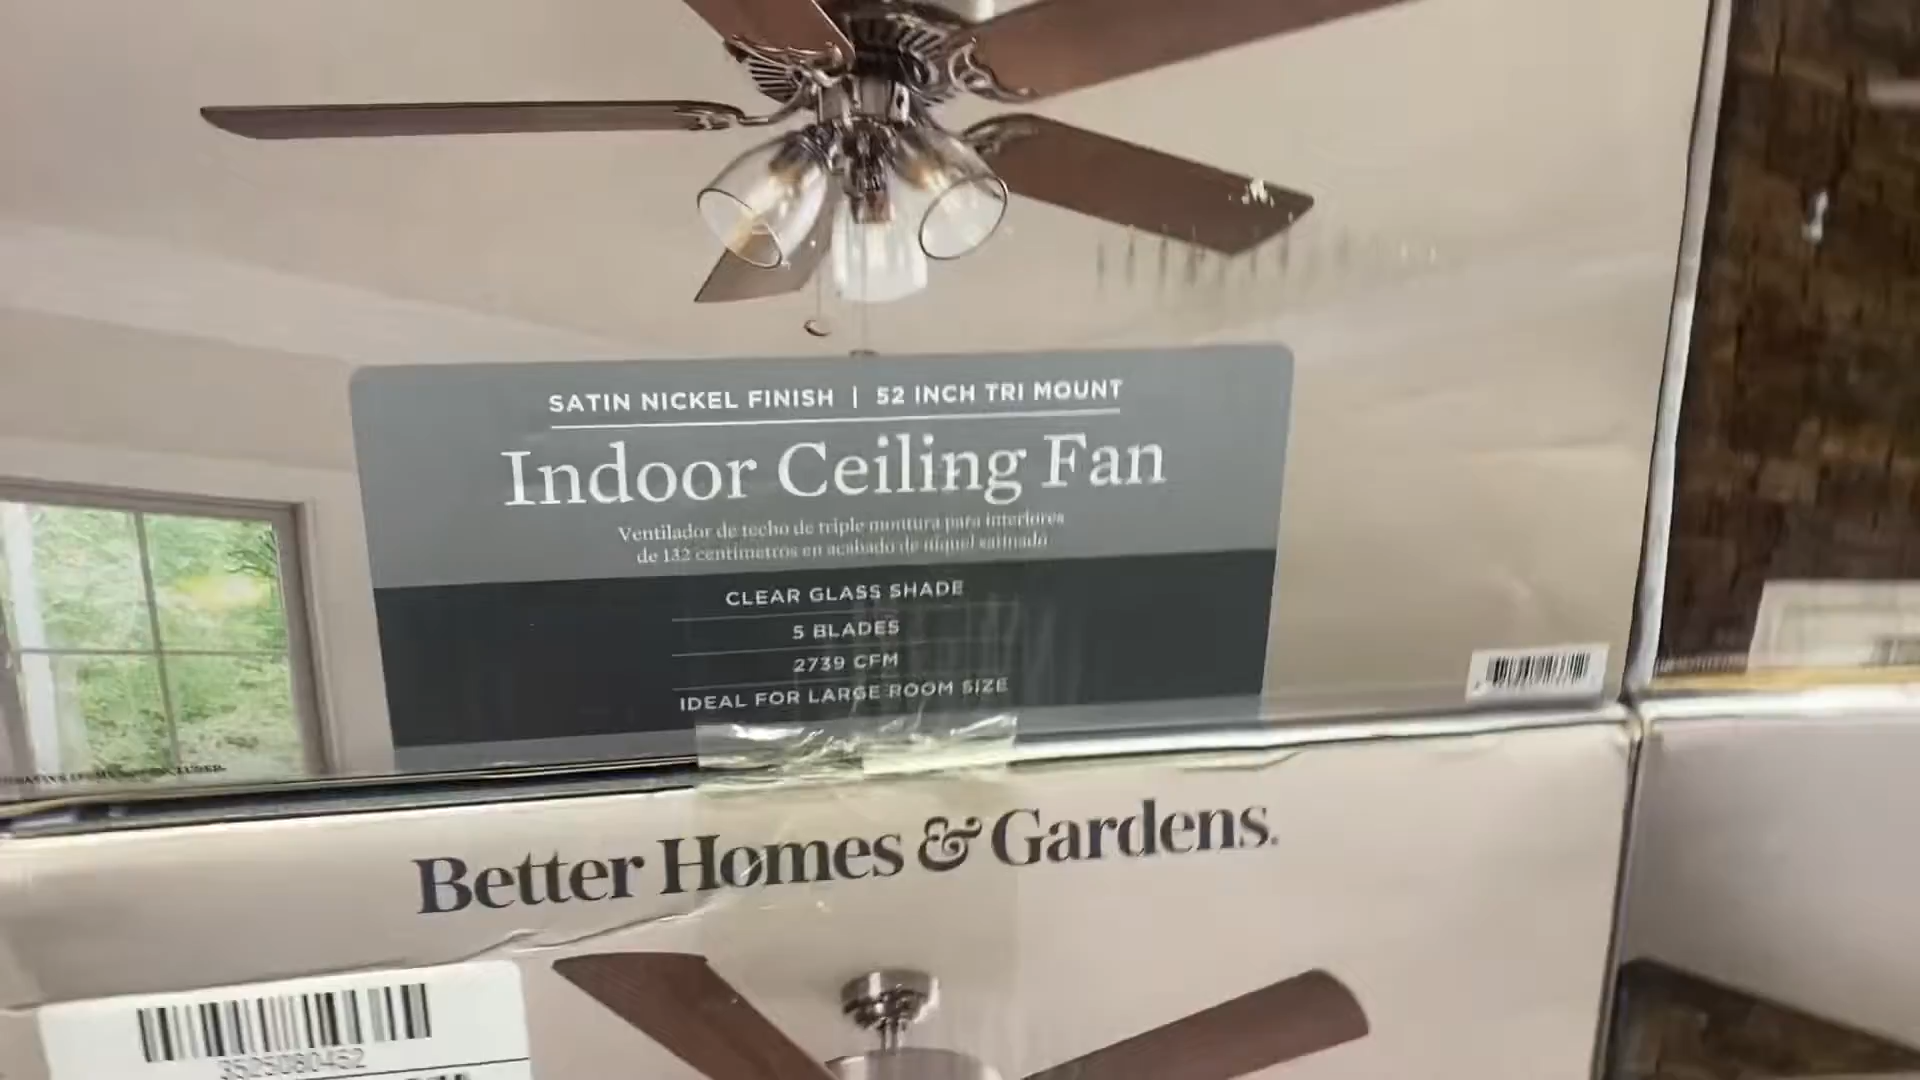 SATIN NICKEL FINISH | 52 INCH TRI MOUNT
Indoor Ceiling Fan
Ventilador de techo de triple montura para interiores
de 132 centímetros en acabado de níquel satinado
CLEAR GLASS SHADE
5 BLADES
2739 CFM
IDEAL FOR LARGE ROOM SIZE
Better Homes & Gardens.
3525080452